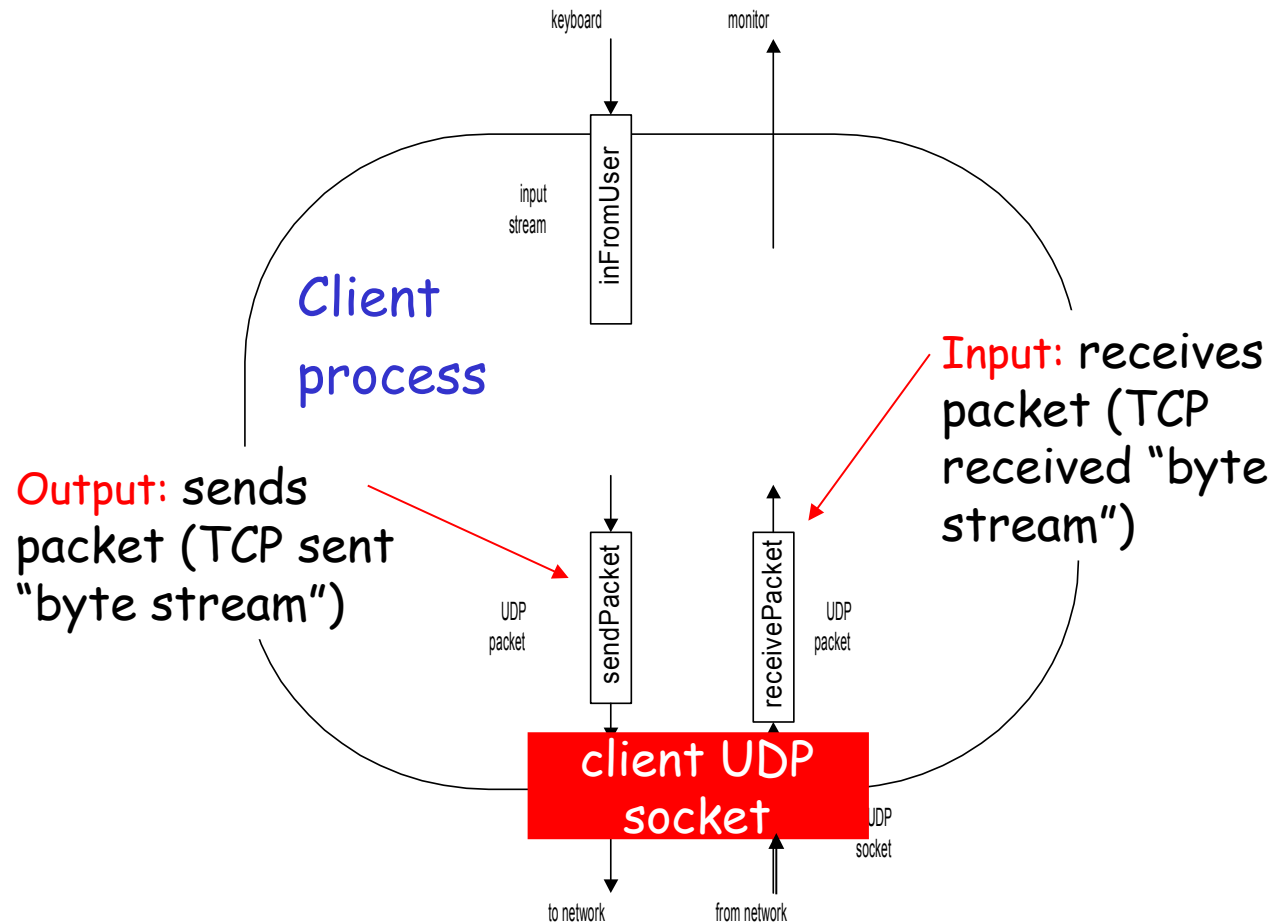 keyboard
monitor
inFromUser
input
stream
Client
process
Input: receives
packet (TCP
received “byte
stream”)
Output: sends
packet (TCP sent
“byte stream”)
UDP
packet
sendPacket
receivePacket
UDP
packet
client UDP
socket
UDP
socket
to network
from network